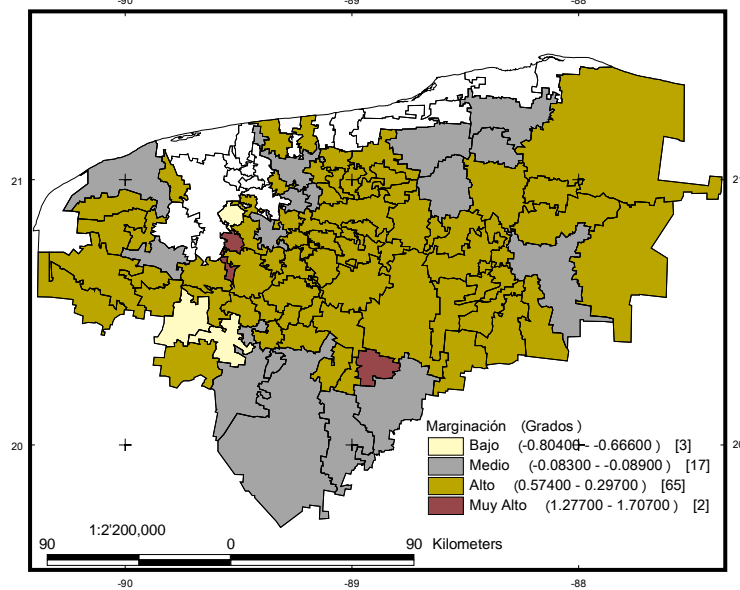 -90 -89 -88
21 21
Marginación (Grados )
Bajo (-0.80400 - -0.66600 ) [3]
20 20
Medio (-0.08300 - -0.08900 ) [17]
Alto (0.57400 - 0.29700 ) [65]
Muy Alto (1.27700 - 1.70700 ) [2]
1:2'200,000
90 0 90 Kilometers
-90 -89 -88